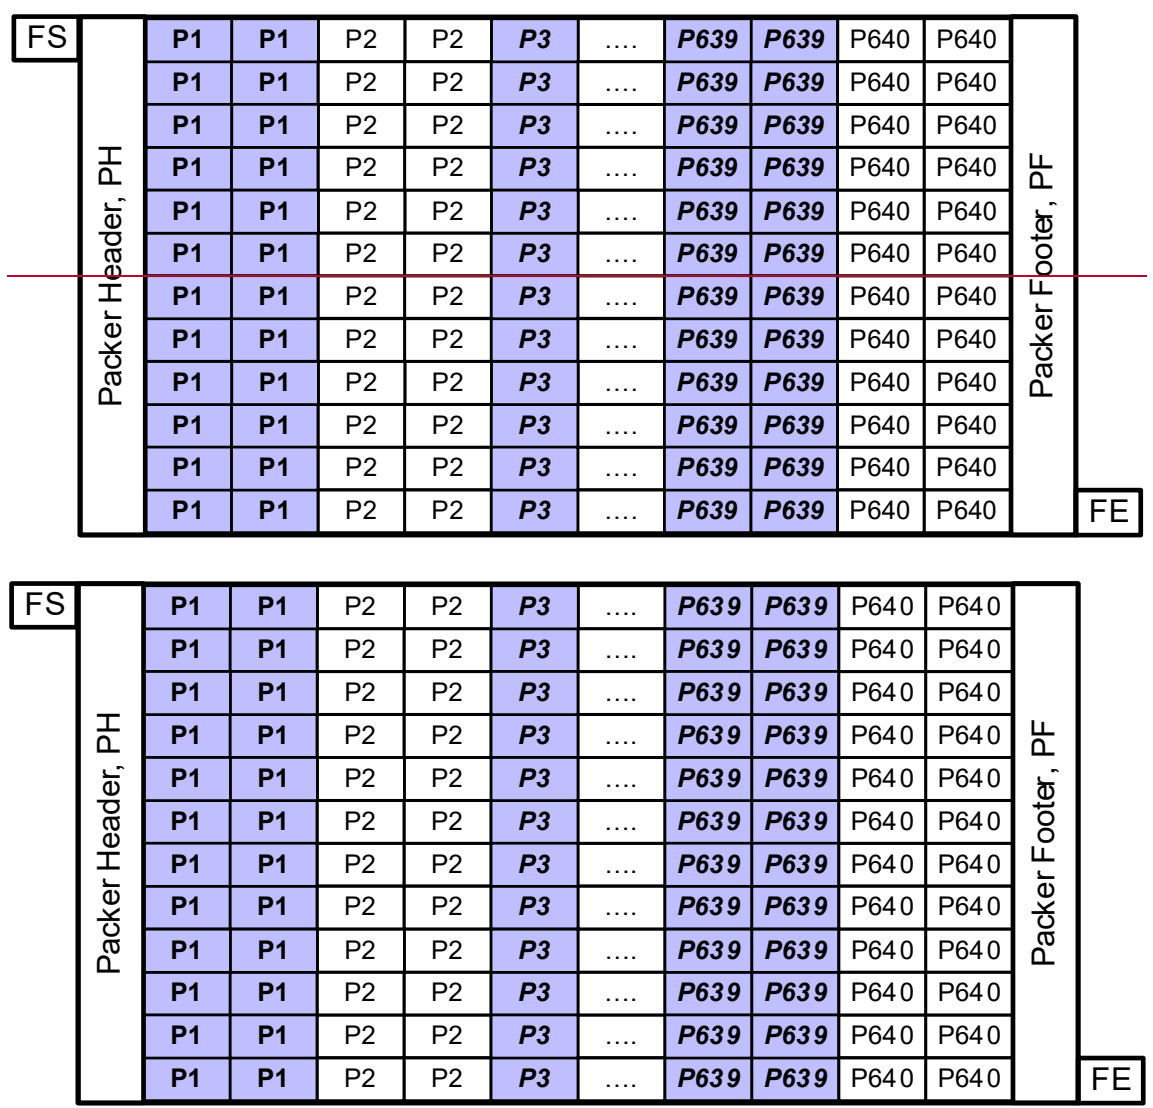 FS P1 P1 P2 P2 P3 .... P639 P639 P640 P640
P1 P1 P2 P2 P3 .... P639 P639 P640 P640
P1 P1 P2 P2 P3 .... P639 P639 P640 P640
P1 P1 P2 P2 P3 .... P639 P639 P640 P640
P1 P1 P2 P2 P3 .... P639 P639 P640 P640
P1 P1 P2 P2 P3 .... P639 P639 P640 P640
P1 P1 P2 P2 P3 .... P639 P639 P640 P640
P1 P1 P2 P2 P3 .... P639 P639 P640 P640
P1 P1 P2 P2 P3 .... P639 P639 P640 P640
P1 P1 P2 P2 P3 .... P639 P639 P640 P640
P1 P1 P2 P2 P3 .... P639 P639 P640 P640
P1 P1 P2 P2 P3 .... P639 P639 P640 P640 FE
Packer Header, PH
Packer Footer, PF
FS P1 P1 P2 P2 P3 .... P639 P639 P640 P640
P1 P1 P2 P2 P3 .... P639 P639 P640 P640
P1 P1 P2 P2 P3 .... P639 P639 P640 P640
P1 P1 P2 P2 P3 .... P639 P639 P640 P640
P1 P1 P2 P2 P3 .... P639 P639 P640 P640
P1 P1 P2 P2 P3 .... P639 P639 P640 P640
P1 P1 P2 P2 P3 .... P639 P639 P640 P640
P1 P1 P2 P2 P3 .... P639 P639 P640 P640
P1 P1 P2 P2 P3 .... P639 P639 P640 P640
P1 P1 P2 P2 P3 .... P639 P639 P640 P640
P1 P1 P2 P2 P3 .... P639 P639 P640 P640
P1 P1 P2 P2 P3 .... P639 P639 P640 P640 FE
Packer Header, PH
Packer Footer, PF